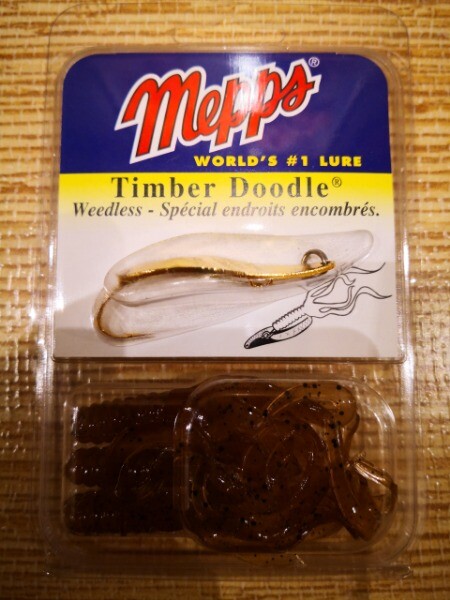 Mepps®
WORLD'S #1 LURE
Timber Doodle®
Weedless - Spécial endroits encombrés.